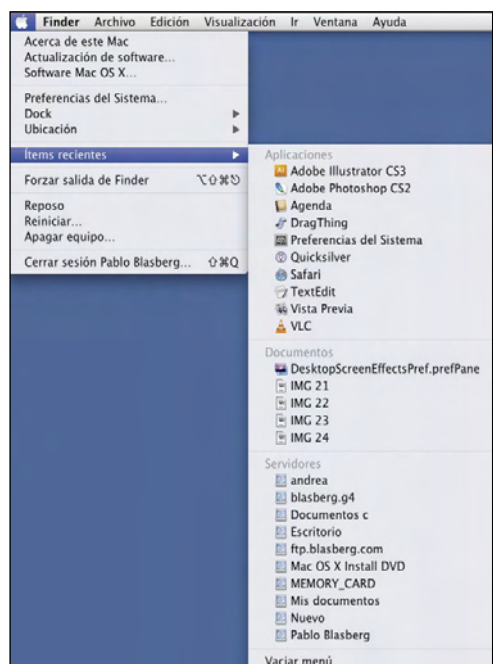 Finder Archivo Edición Visualización Ir Ventana Ayuda
Acerca de este Mac
Actualización de software...
Software Mac OS X...
Preferencias del Sistema...
Dock
Ubicación
Ítems recientes
Forzar salida de Finder ⌥⇧⌘⎋
Reposo
Reiniciar...
Apagar equipo...
Cerrar sesión Pablo Blasberg... ⇧⌘Q
Aplicaciones
Adobe Illustrator CS3
Adobe Photoshop CS2
Agenda
DragThing
Preferencias del Sistema
Quicksilver
Safari
TextEdit
Vista Previa
VLC
Documentos
DesktopScreenEffectsPref.prefPane
IMG 21
IMG 22
IMG 23
IMG 24
Servidores
andrea
blasberg.g4
Documentos c
Escritorio
ftp.blasberg.com
Mac OS X Install DVD
MEMORY_CARD
Mis documentos
Nuevo
Pablo Blasberg
Vaciar menú